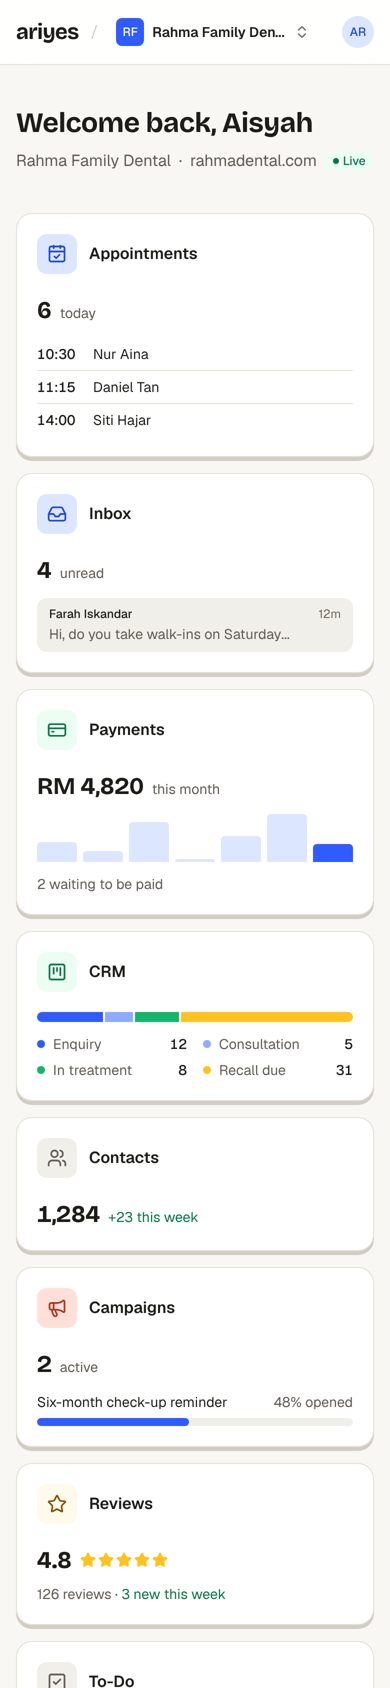 ariyes / RF Rahma Family Den... AR
Welcome back, Aisyah
Rahma Family Dental · rahmadental.com Live
Appointments
6 today
10:30 Nur Aina
11:15 Daniel Tan
14:00 Siti Hajar
Inbox
4 unread
Farah Iskandar 12m
Hi, do you take walk-ins on Saturday...
Payments
RM 4,820 this month
2 waiting to be paid
CRM
Enquiry 12 Consultation 5
In treatment 8 Recall due 31
Contacts
1,284 +23 this week
Campaigns
2 active
Six-month check-up reminder 48% opened
Reviews
4.8
126 reviews · 3 new this week
To-Do